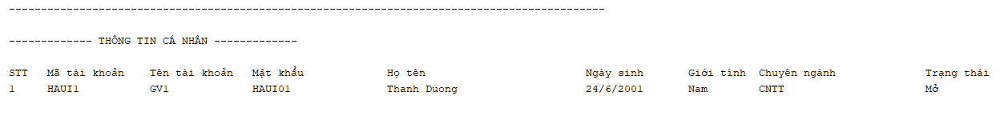 ---------------------------------------------------------------------------------------------
------------- THÔNG TIN CÁ NHÂN -------------
STT Mã tài khoản Tên tài khoản Mật khẩu Họ tên Ngày sinh Giới tính Chuyên ngành Trạng thái
1 HAUI1 GV1 HAUI01 Thanh Duong 24/6/2001 Nam CNTT Mở